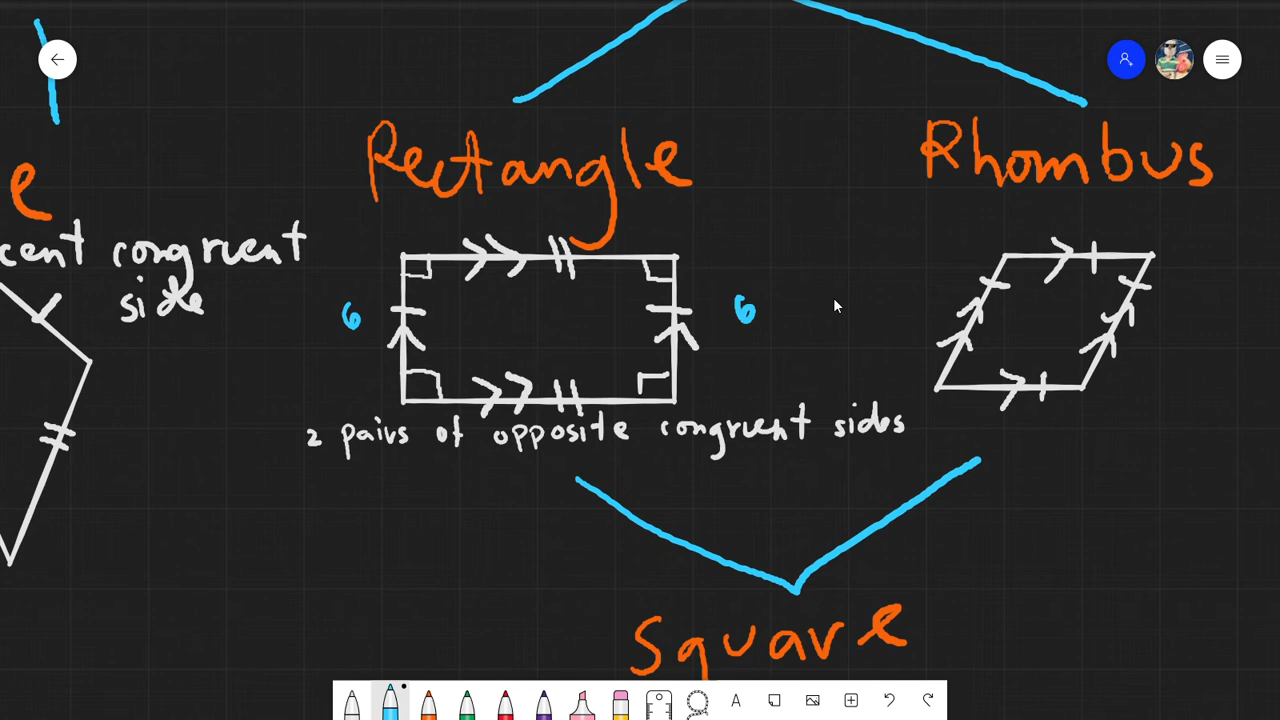 Rectangle
Rhombus
e
cent congruent
side
6
6
2 pairs of opposite congruent sides
Square
A